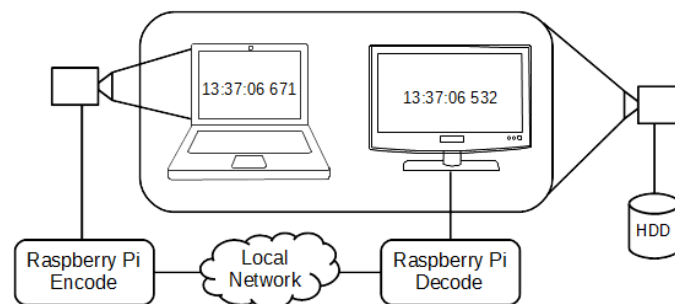 13:37:06 671
13:37:06 532
HDD
Raspberry Pi
Encode
Local
Network
Raspberry Pi
Decode